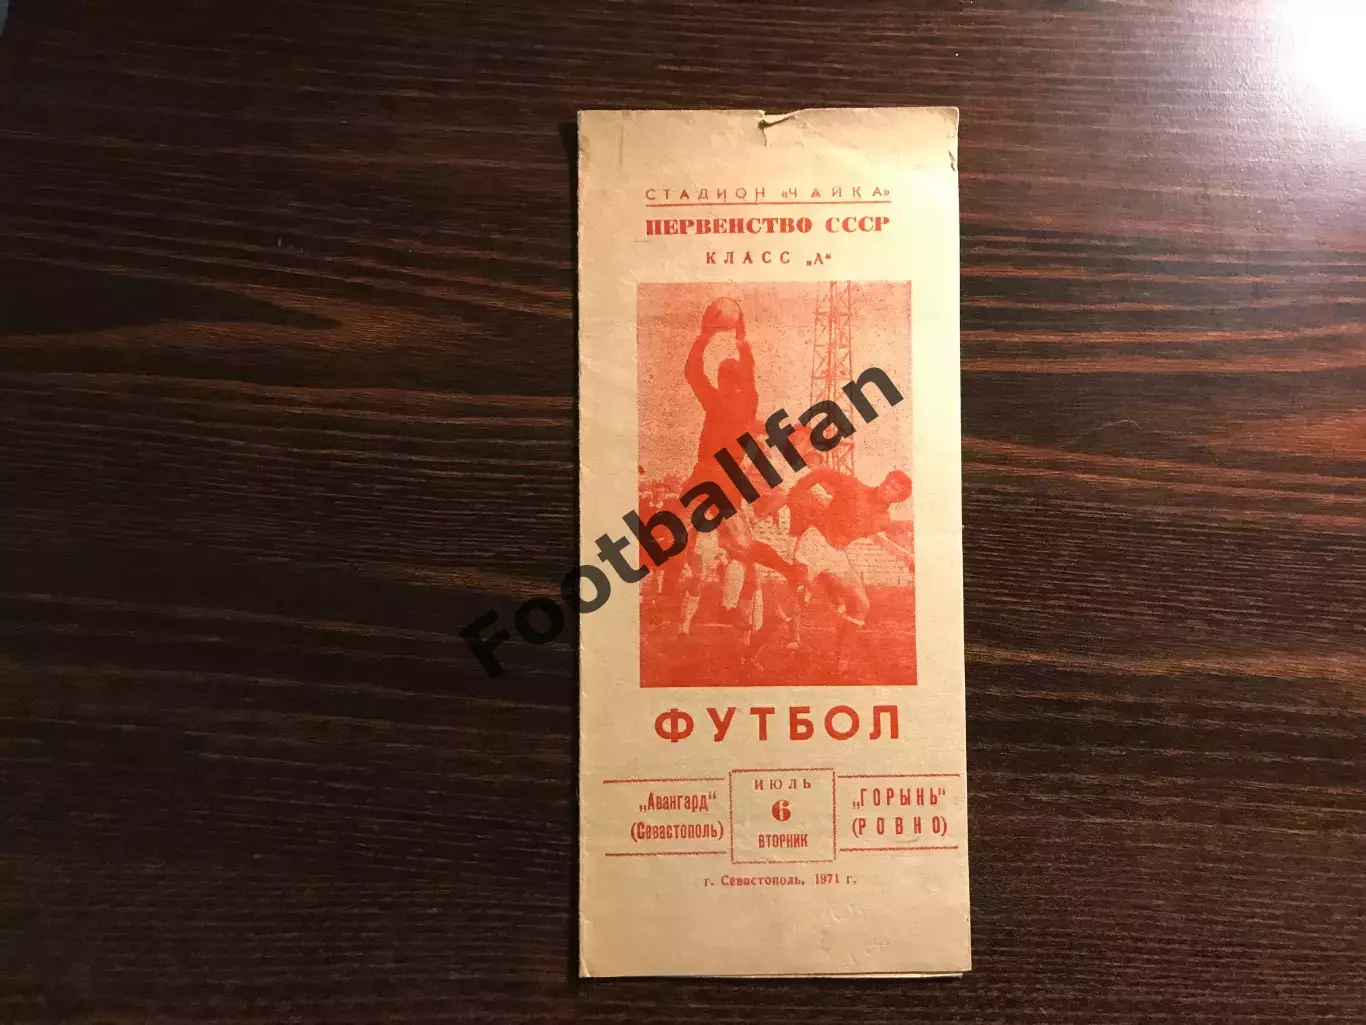 СТАДИОН «ЧАЙКА»
ПЕРВЕНСТВО СССР
КЛАСС „А“
Footballfan
ФУТБОЛ
„Авангард“
(Севастополь)
ИЮЛЬ
6
ВТОРНИК
„ГОРЫНЬ“
(РОВНО)
г. Севастополь, 1971 г.